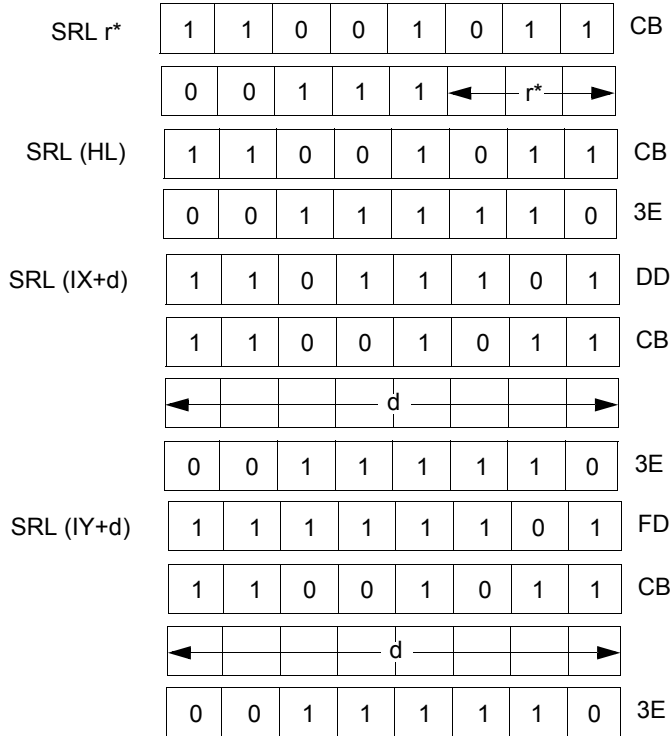 SRL r* 1 1 0 0 1 0 1 1 CB
0 0 1 1 1 r*
SRL (HL) 1 1 0 0 1 0 1 1 CB
0 0 1 1 1 1 1 0 3E
SRL (IX+d) 1 1 0 1 1 1 0 1 DD
1 1 0 0 1 0 1 1 CB
d
0 0 1 1 1 1 1 0 3E
SRL (IY+d) 1 1 1 1 1 1 0 1 FD
1 1 0 0 1 0 1 1 CB
d
0 0 1 1 1 1 1 0 3E